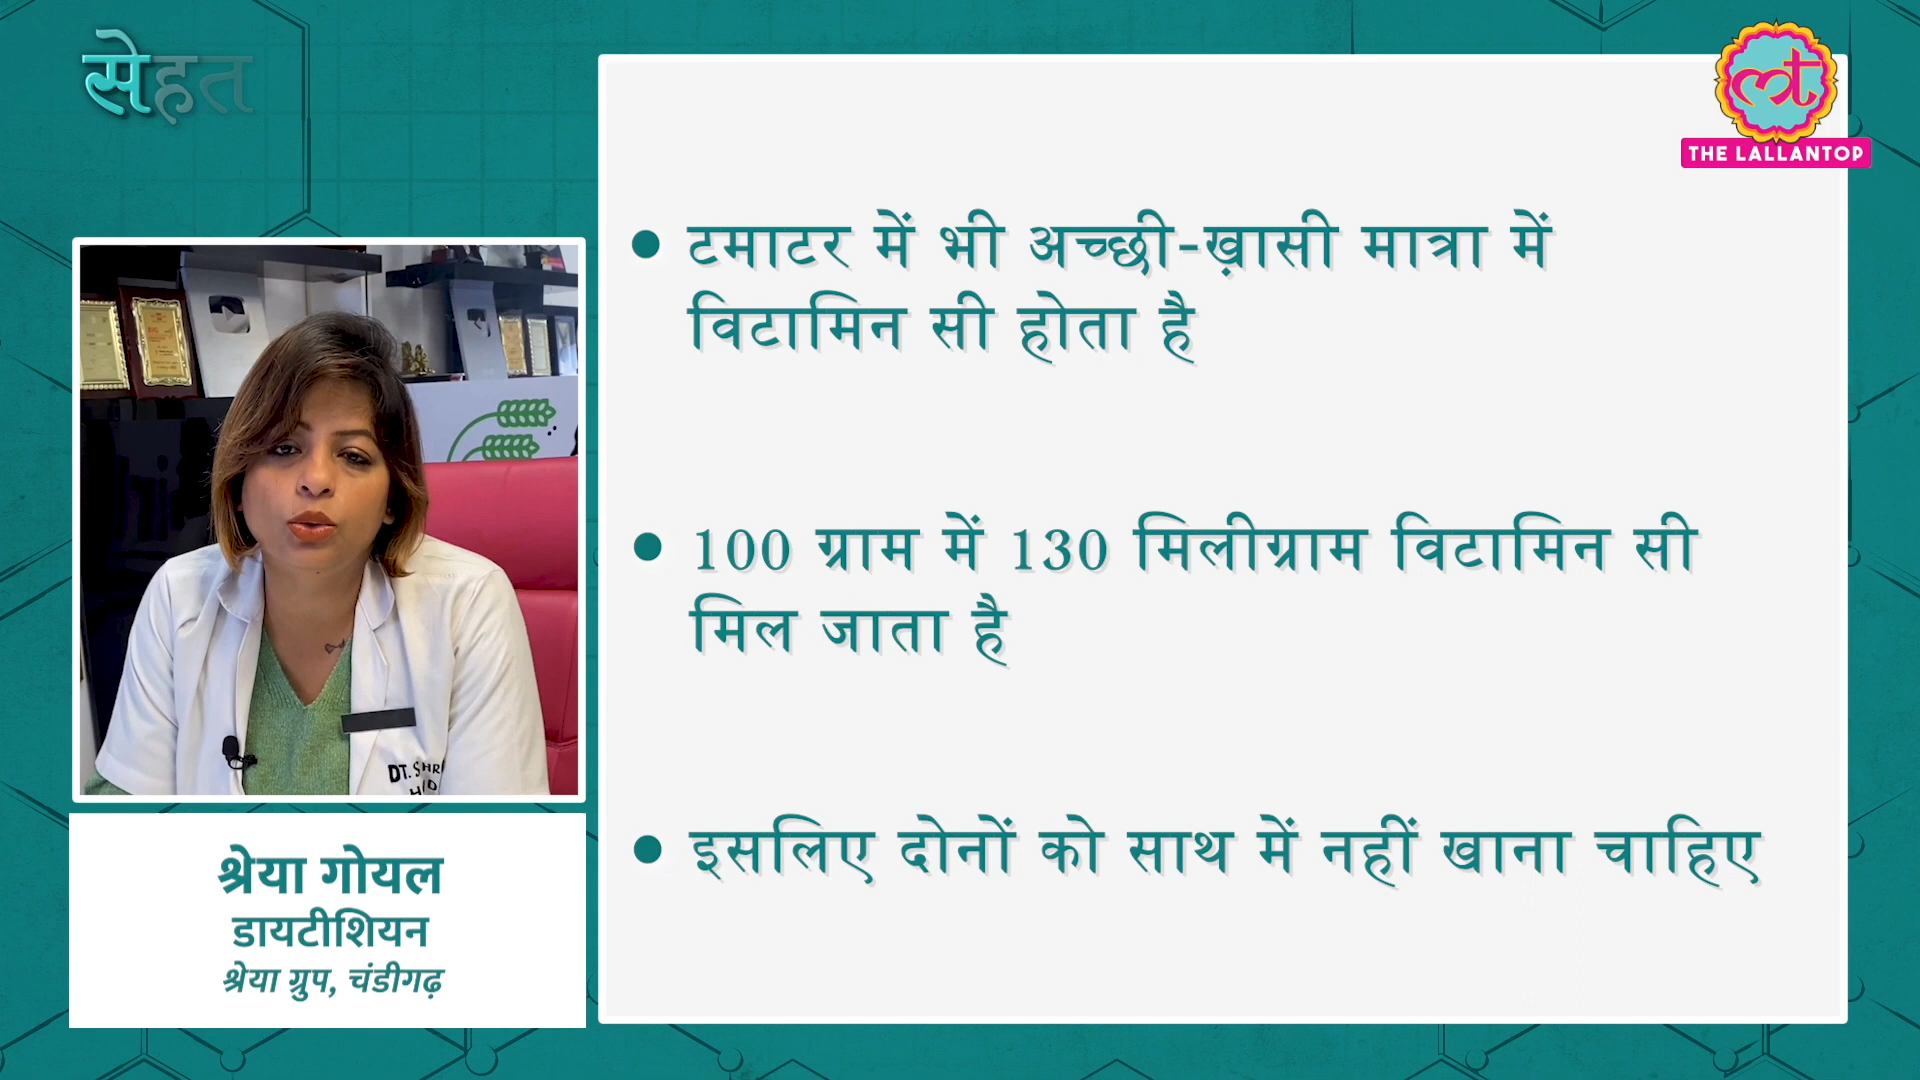 सेहत
THE LALLANTOP
• टमाटर में भी अच्छी-ख़ासी मात्रा में
विटामिन सी होता है
• 100 ग्राम में 130 मिलीग्राम विटामिन सी
मिल जाता है
• इसलिए दोनों को साथ में नहीं खाना चाहिए
DT. SHR
श्रेया गोयल
डायटीशियन
श्रेया ग्रुप, चंडीगढ़